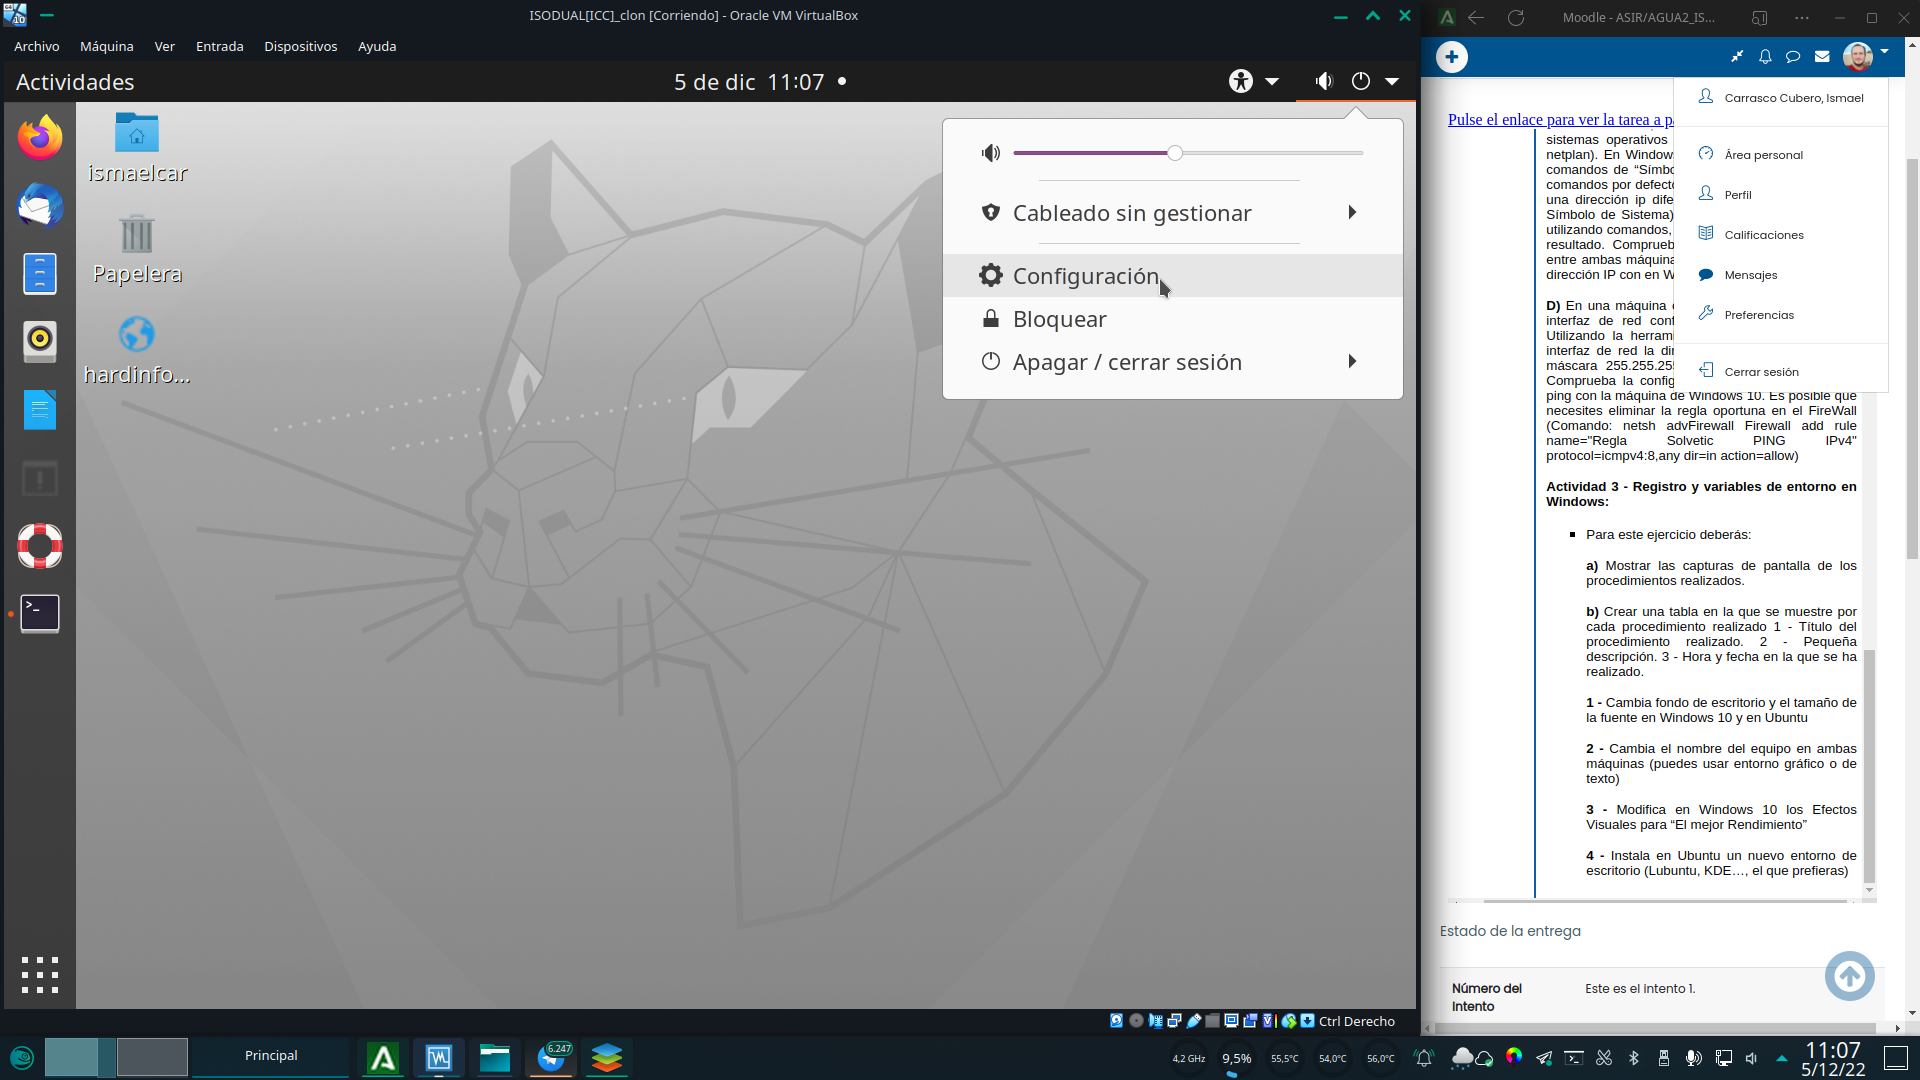 ISODUAL[ICC]_clon [Corriendo] - Oracle VM VirtualBox
Archivo Máquina Ver Entrada Dispositivos Ayuda
Actividades
5 de dic 11:07
ismaelcar
Papelera
hardinfo...
Cableado sin gestionar
Configuración
Bloquear
Apagar / cerrar sesión
Ctrl Derecho
Moodle - ASIR/AGUA2_IS...
Carrasco Cubero, Ismael
Área personal
Perfil
Calificaciones
Mensajes
Preferencias
Cerrar sesión
Pulse el enlace para ver la tarea a p
sistemas operativos
netplan). En Window
comandos de “Símbo
comandos por defect
una dirección ip dife
Símbolo de Sistema)
utilizando comandos,
resultado. Comprueb
entre ambas máquina
dirección IP con en W
D) En una máquina
interfaz de red conf
Utilizando la herram
interfaz de red la dir
máscara 255.255.25
Comprueba la config
ping con la máquina de Windows 10. Es posible que
necesites eliminar la regla oportuna en el FireWall
(Comando: netsh advFirewall Firewall add rule
name="Regla Solvetic PING IPv4"
protocol=icmpv4:8,any dir=in action=allow)
Actividad 3 - Registro y variables de entorno en
Windows:
Para este ejercicio deberás:
a) Mostrar las capturas de pantalla de los
procedimientos realizados.
b) Crear una tabla en la que se muestre por
cada procedimiento realizado 1 - Título del
procedimiento realizado. 2 - Pequeña
descripción. 3 - Hora y fecha en la que se ha
realizado.
1 - Cambia fondo de escritorio y el tamaño de
la fuente en Windows 10 y en Ubuntu
2 - Cambia el nombre del equipo en ambas
máquinas (puedes usar entorno gráfico o de
texto)
3 - Modifica en Windows 10 los Efectos
Visuales para “El mejor Rendimiento”
4 - Instala en Ubuntu un nuevo entorno de
escritorio (Lubuntu, KDE…, el que prefieras)
Estado de la entrega
Número del
intento
Este es el intento 1.
Principal
6.247
4,2 GHz
9,5%
55,5°C
54,0°C
56,0°C
11:07
5/12/22